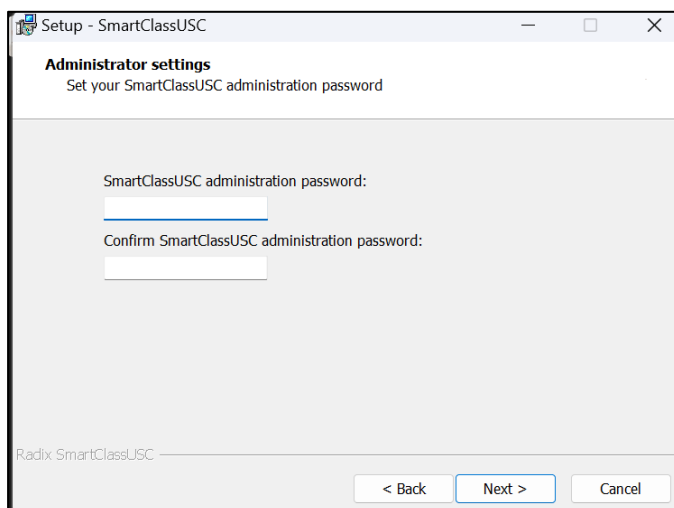 Setup - SmartClassUSC
Administrator settings
Set your SmartClassUSC administration password
SmartClassUSC administration password:
Confirm SmartClassUSC administration password:
Radix SmartClassUSC
< Back Next > Cancel